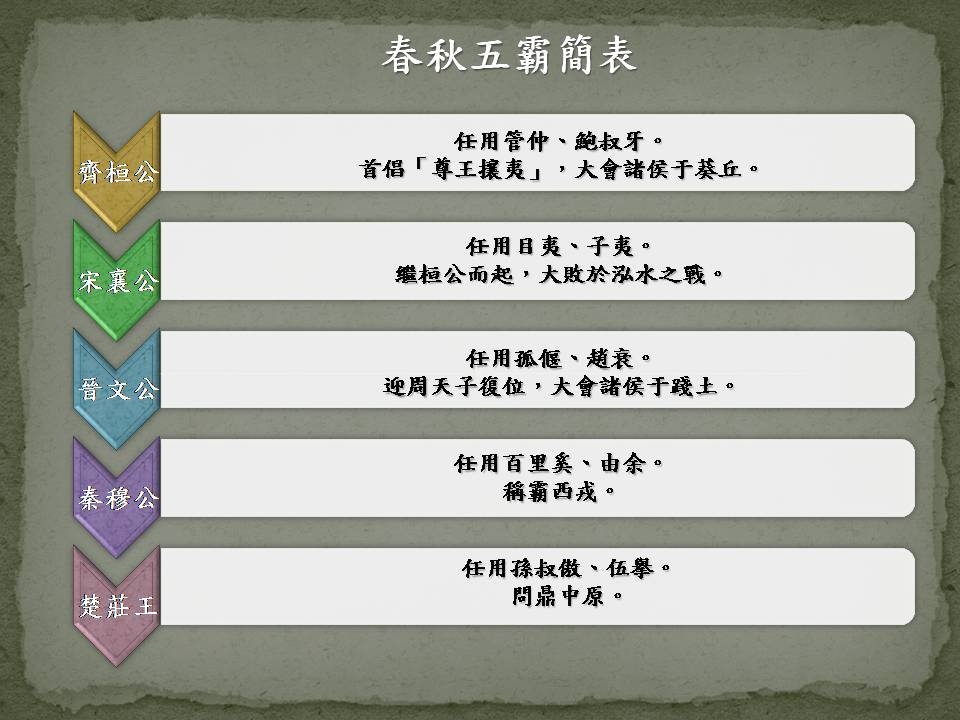 春秋五霸簡表
齊桓公
任用管仲、鮑叔牙。
首倡「尊王攘夷」，大會諸侯于葵丘。
宋襄公
任用目夷、子夷。
繼桓公而起，大敗於泓水之戰。
晉文公
任用孤偃、趙衰。
迎周天子復位，大會諸侯于踐土。
秦穆公
任用百里奚、由余。
稱霸西戎。
楚莊王
任用孫叔傲、伍舉。
問鼎中原。